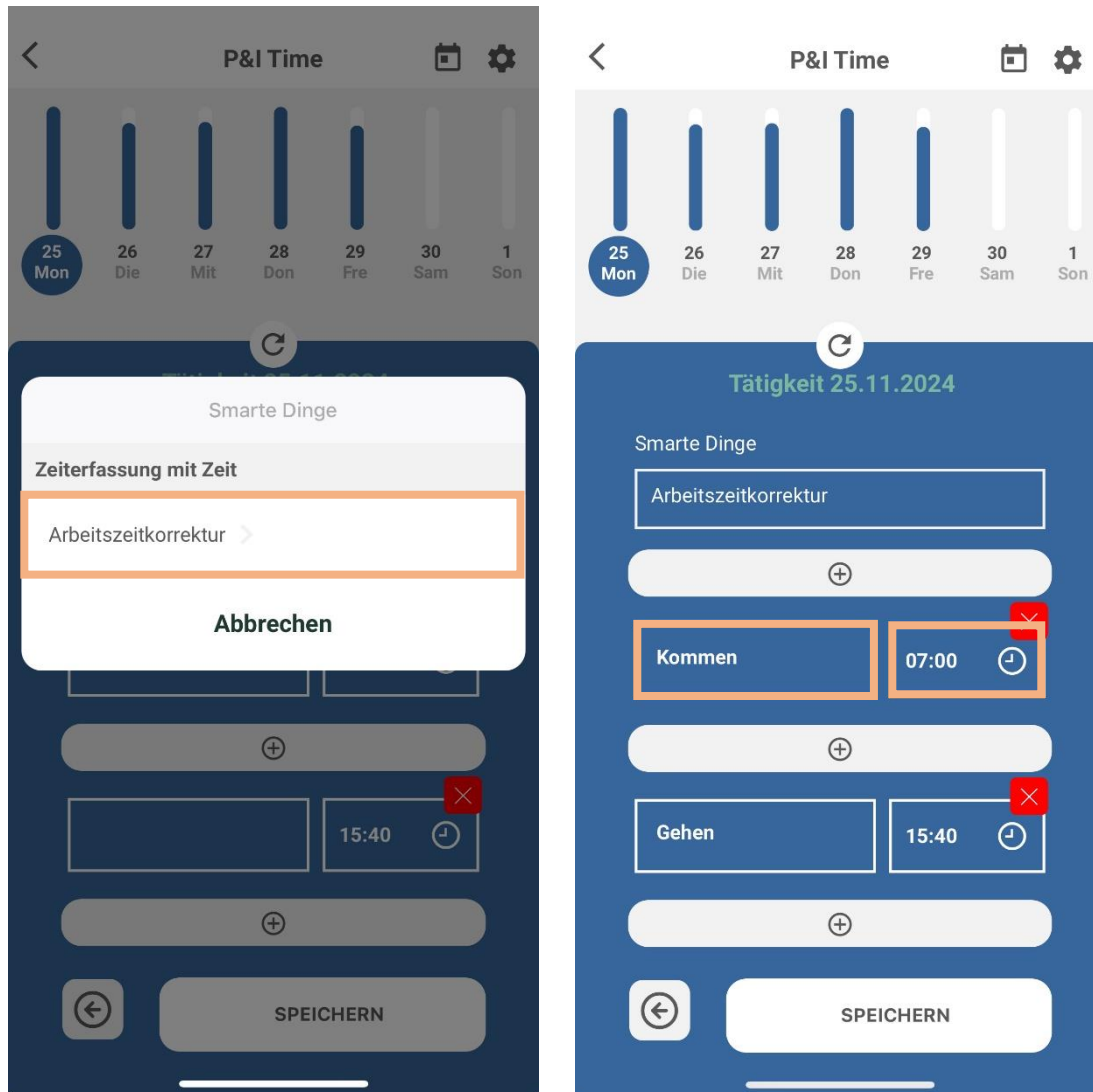 P&I Time
25 26 27 28 29 30 1
Mon Die Mit Don Fre Sam Son
Smarte Dinge
Zeiterfassung mit Zeit
Arbeitszeitkorrektur
Abbrechen
15:40
SPEICHERN
P&I Time
25 26 27 28 29 30 1
Mon Die Mit Don Fre Sam Son
Tätigkeit 25.11.2024
Smarte Dinge
Arbeitszeitkorrektur
Kommen 07:00
Gehen 15:40
SPEICHERN